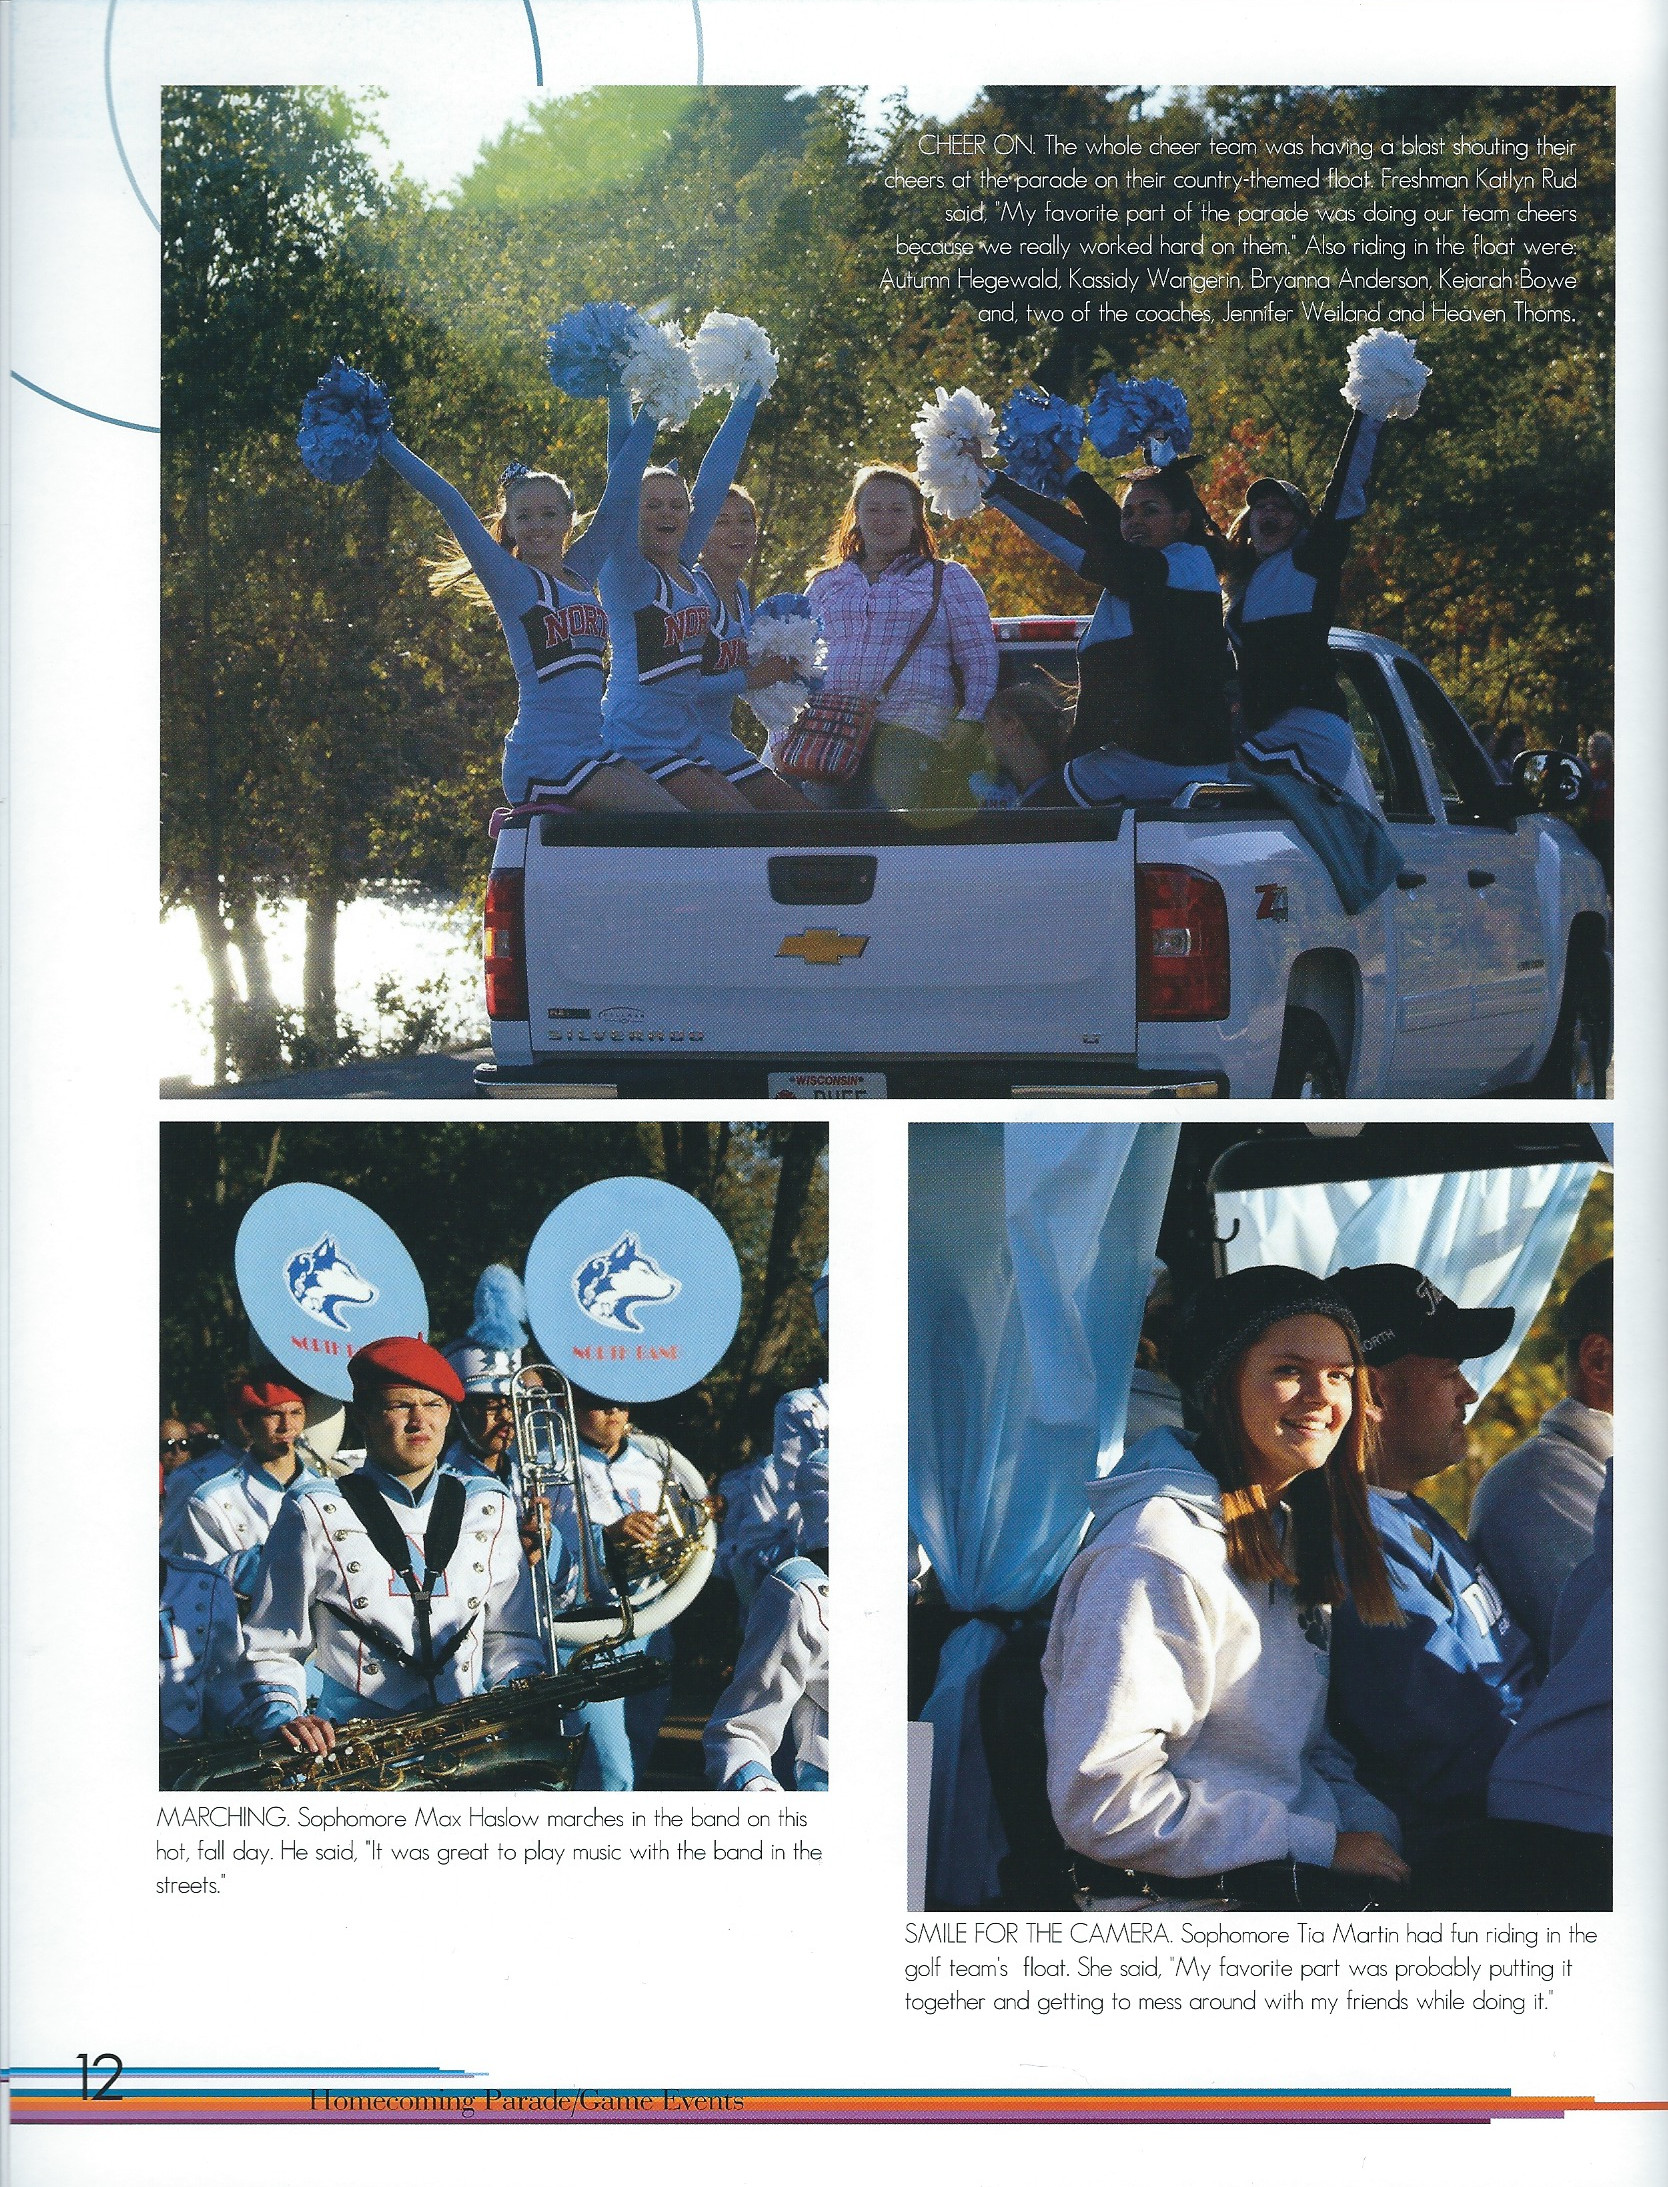 CHEER ON. The whole cheer team was having a blast shouting their
cheers at the parade on their country-themed float. Freshman Katlyn Rud
said, "My favorite part of the parade was doing our team cheers
because we really worked hard on them." Also riding in the float were:
Autumn Hegewald, Kassidy Wangerin, Bryanna Anderson, Kejarah Bowe
and, two of the coaches, Jennifer Weiland and Heaven Thoms.
NORT
NOR
Z71
SILVERADO
LT
WISCONSIN
NORTH
NORTH BAND
N
NORTH
MARCHING. Sophomore Max Haslow marches in the band on this
hot, fall day. He said, "It was great to play music with the band in the
streets."
SMILE FOR THE CAMERA. Sophomore Tia Martin had fun riding in the
golf team's float. She said, "My favorite part was probably putting it
together and getting to mess around with my friends while doing it."
12
Homecoming Parade/Game Events